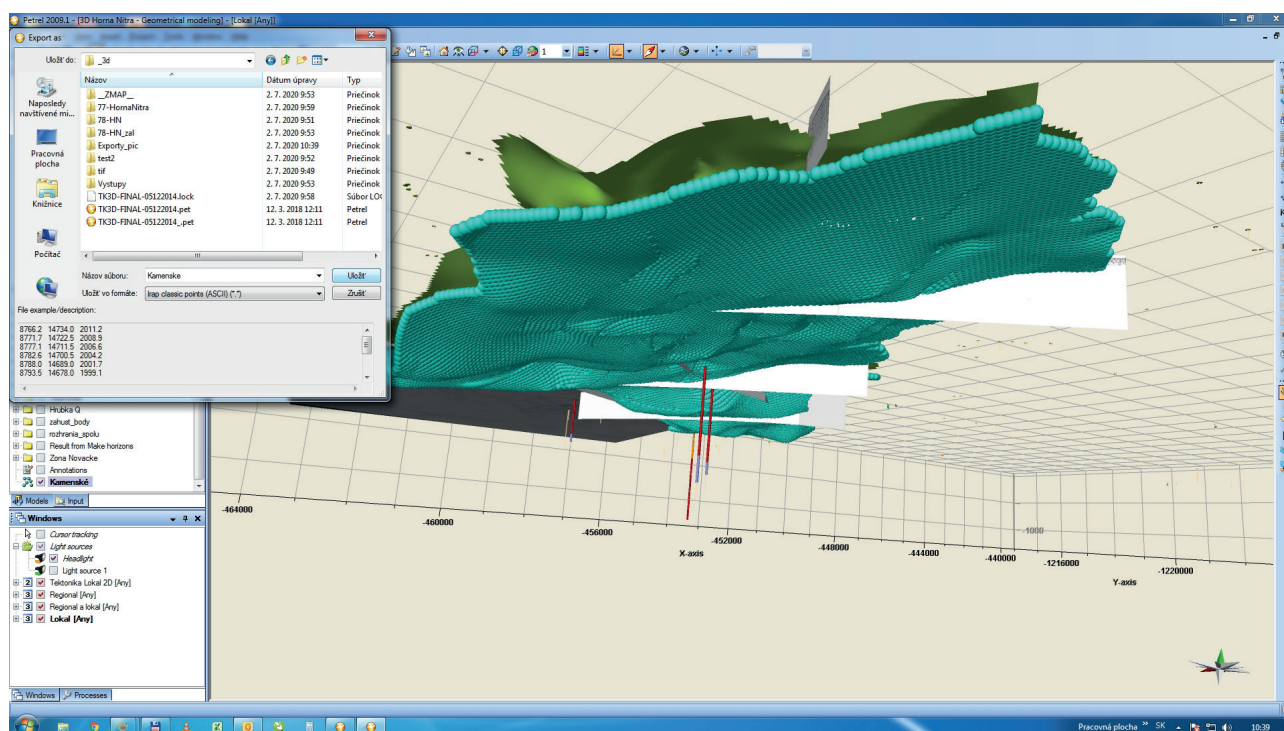 Petrel 2009.1 - [3D Horna Nitra - Geometrical modeling] - [Lokal [Any]]
Export as
Uložiť do: _3d
1
Názov Dátum úpravy Typ
__ZMAP__ 2. 7. 2020 9:53 Priečinok
77-HornaNitra 2. 7. 2020 9:59 Priečinok
78-HN 2. 7. 2020 9:51 Priečinok
78-HN_zal 2. 7. 2020 9:53 Priečinok
Exporty_pic 2. 7. 2020 10:39 Priečinok
test2 2. 7. 2020 9:52 Priečinok
tif 2. 7. 2020 9:49 Priečinok
Vystupy 2. 7. 2020 9:53 Priečinok
TK3D-FINAL-05122014.lock 2. 7. 2020 9:58 Súbor LO
TK3D-FINAL-05122014.pet 12. 3. 2018 12:11 Petrel
TK3D-FINAL-05122014_.pet 12. 3. 2018 12:11 Petrel
Naposledy
navštívené mi...
Pracovná
plocha
Knižnice
Počítač
Názov súboru: Kamenske Uložiť
Uložiť vo formáte: Irap classic points (ASCII) (*.*) Zrušiť
File example/description:
8766.2 14734.0 2011.2
8771.7 14722.5 2008.9
8777.1 14711.5 2006.6
8782.6 14700.5 2004.2
8788.0 14689.0 2001.7
8793.5 14678.0 1999.1
Hrubka Q
zahust_body
rozhrania_spolu
Result from Make horizons
Zona Novacke
Annotations
Kamenské
Models Input
Windows
Cursor tracking
Light sources
Headlight
Light source 1
2 Tektonika Lokal 2D [Any]
3 Regional [Any]
3 Regional a lokal [Any]
3 Lokal [Any]
Windows Processes
-464000
-460000
-456000
-452000
-448000
-444000
-440000
X-axis
-1000
-1216000
-1220000
Y-axis
Pracovná plocha » SK 10:39